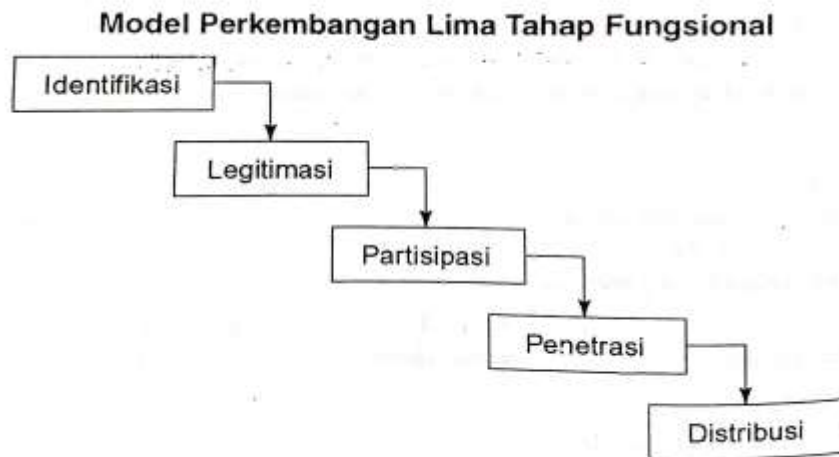 Model Perkembangan Lima Tahap Fungsional
Identifikasi
Legitimasi
Partisipasi
Penetrasi
Distribusi